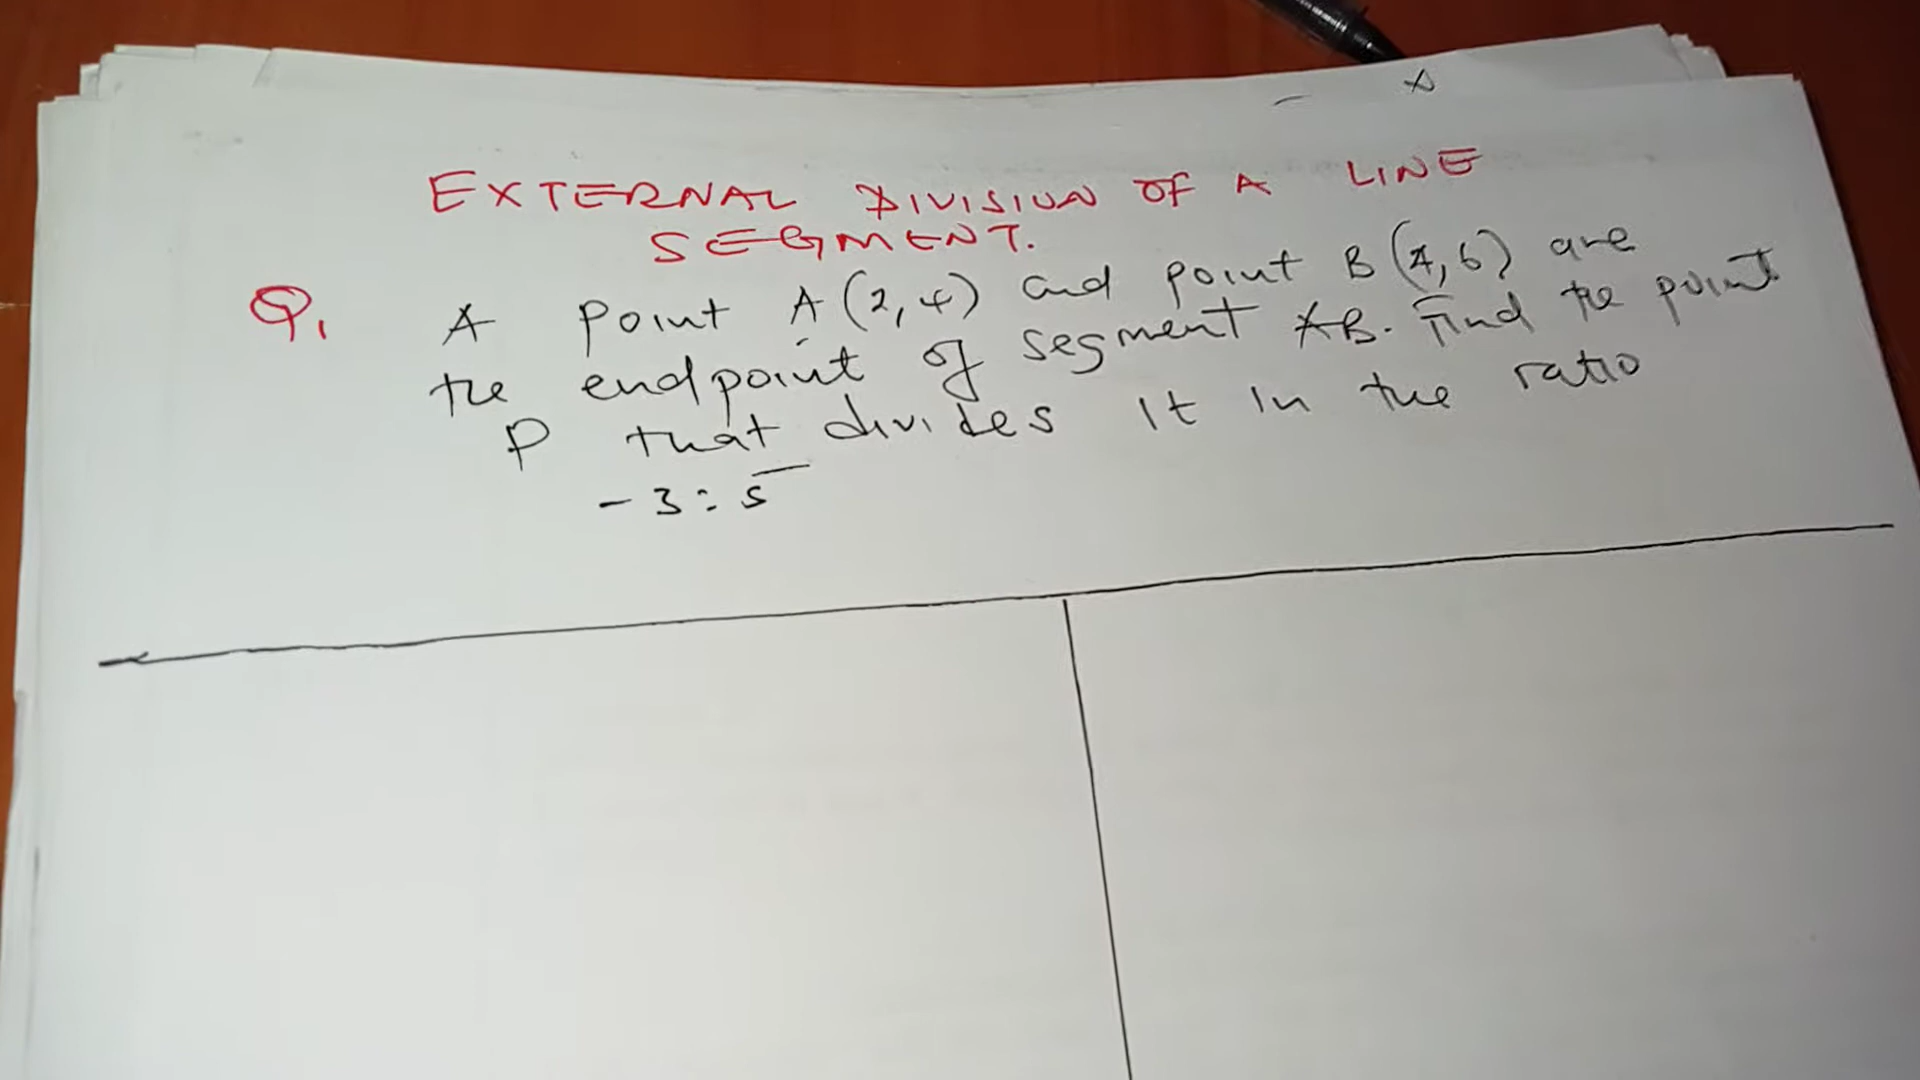 EXTERNAL DIVISION OF A LINE
SEGMENT.
Q1 A point A(2,4) and point B(4,6) are
the endpoint of segment AB. Find the point
P that divides it in the ratio
-3:5